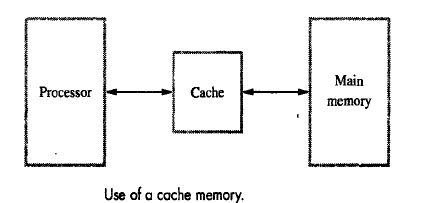 Processor
Cache
Main
memory
Use of a cache memory.